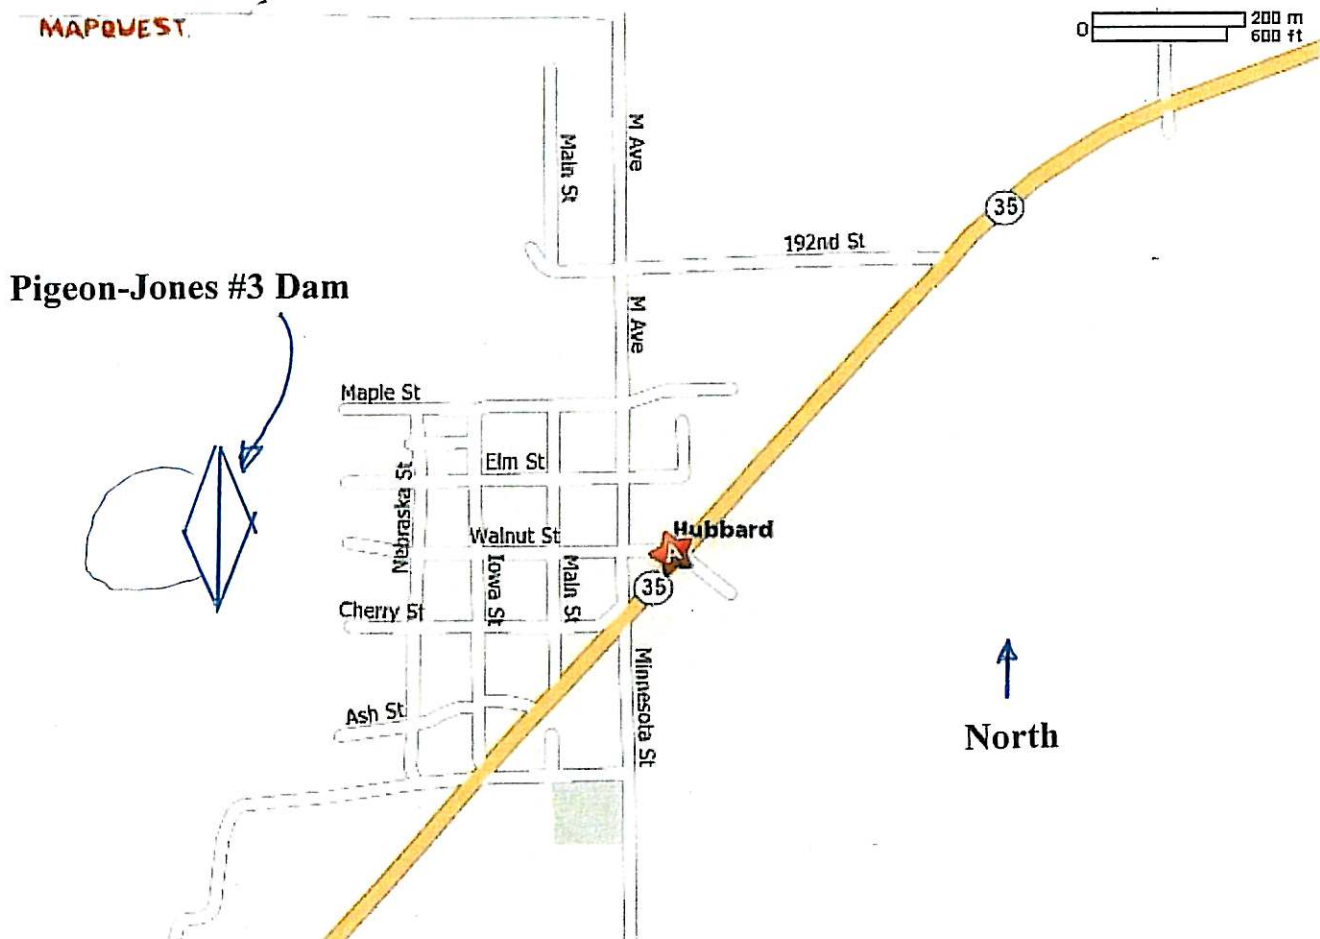 MAPQUEST.
0
200 m
600 ft
M Ave
Main St
35
192nd St
Pigeon-Jones #3 Dam
M Ave
Maple St
Elm St
Nebraska St
Walnut St
Hubbard
A
35
Iowa St
Main St
Cherry St
Minnesota St
Ash St
North